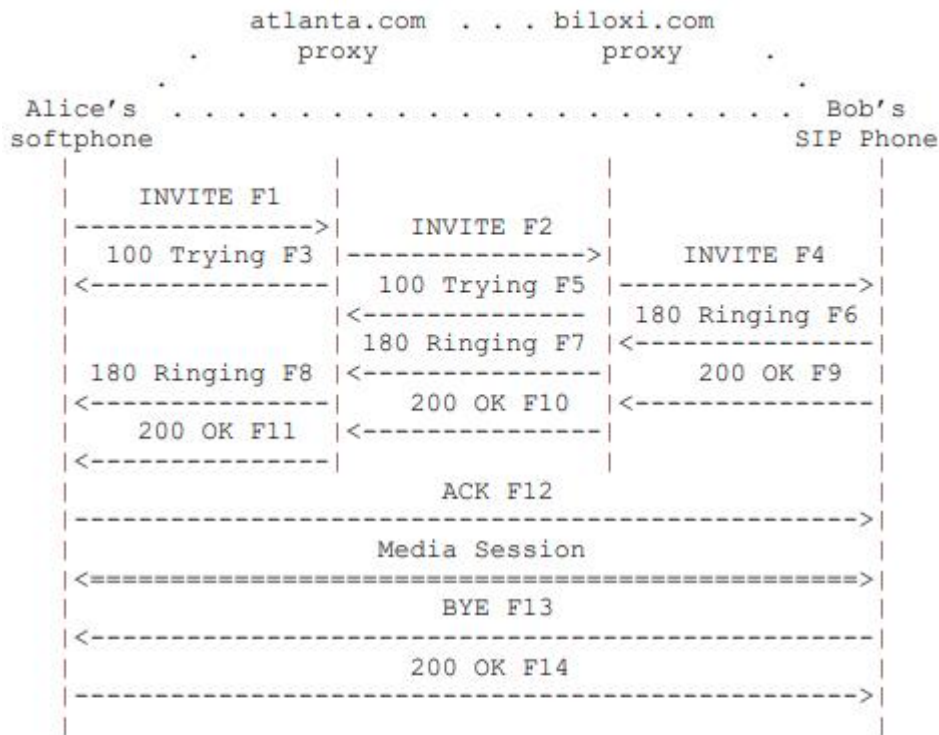 atlanta.com . . . biloxi.com
. proxy proxy .
. .
Alice’s . . . . . . . . . . . . . . . . . . . . Bob’s
softphone SIP Phone
| | | |
| INVITE F1 | | |
|--------------->| INVITE F2 | |
| 100 Trying F3 |--------------->| INVITE F4 |
|<---------------| 100 Trying F5 |--------------->|
| |<-------------- | 180 Ringing F6 |
| | 180 Ringing F7 |<---------------|
| 180 Ringing F8 |<---------------| 200 OK F9 |
|<---------------| 200 OK F10 |<---------------|
| 200 OK F11 |<---------------| |
|<---------------| | |
| ACK F12 |
|------------------------------------------------->|
| Media Session |
|<================================================>|
| BYE F13 |
|<-------------------------------------------------|
| 200 OK F14 |
|------------------------------------------------->|
| |